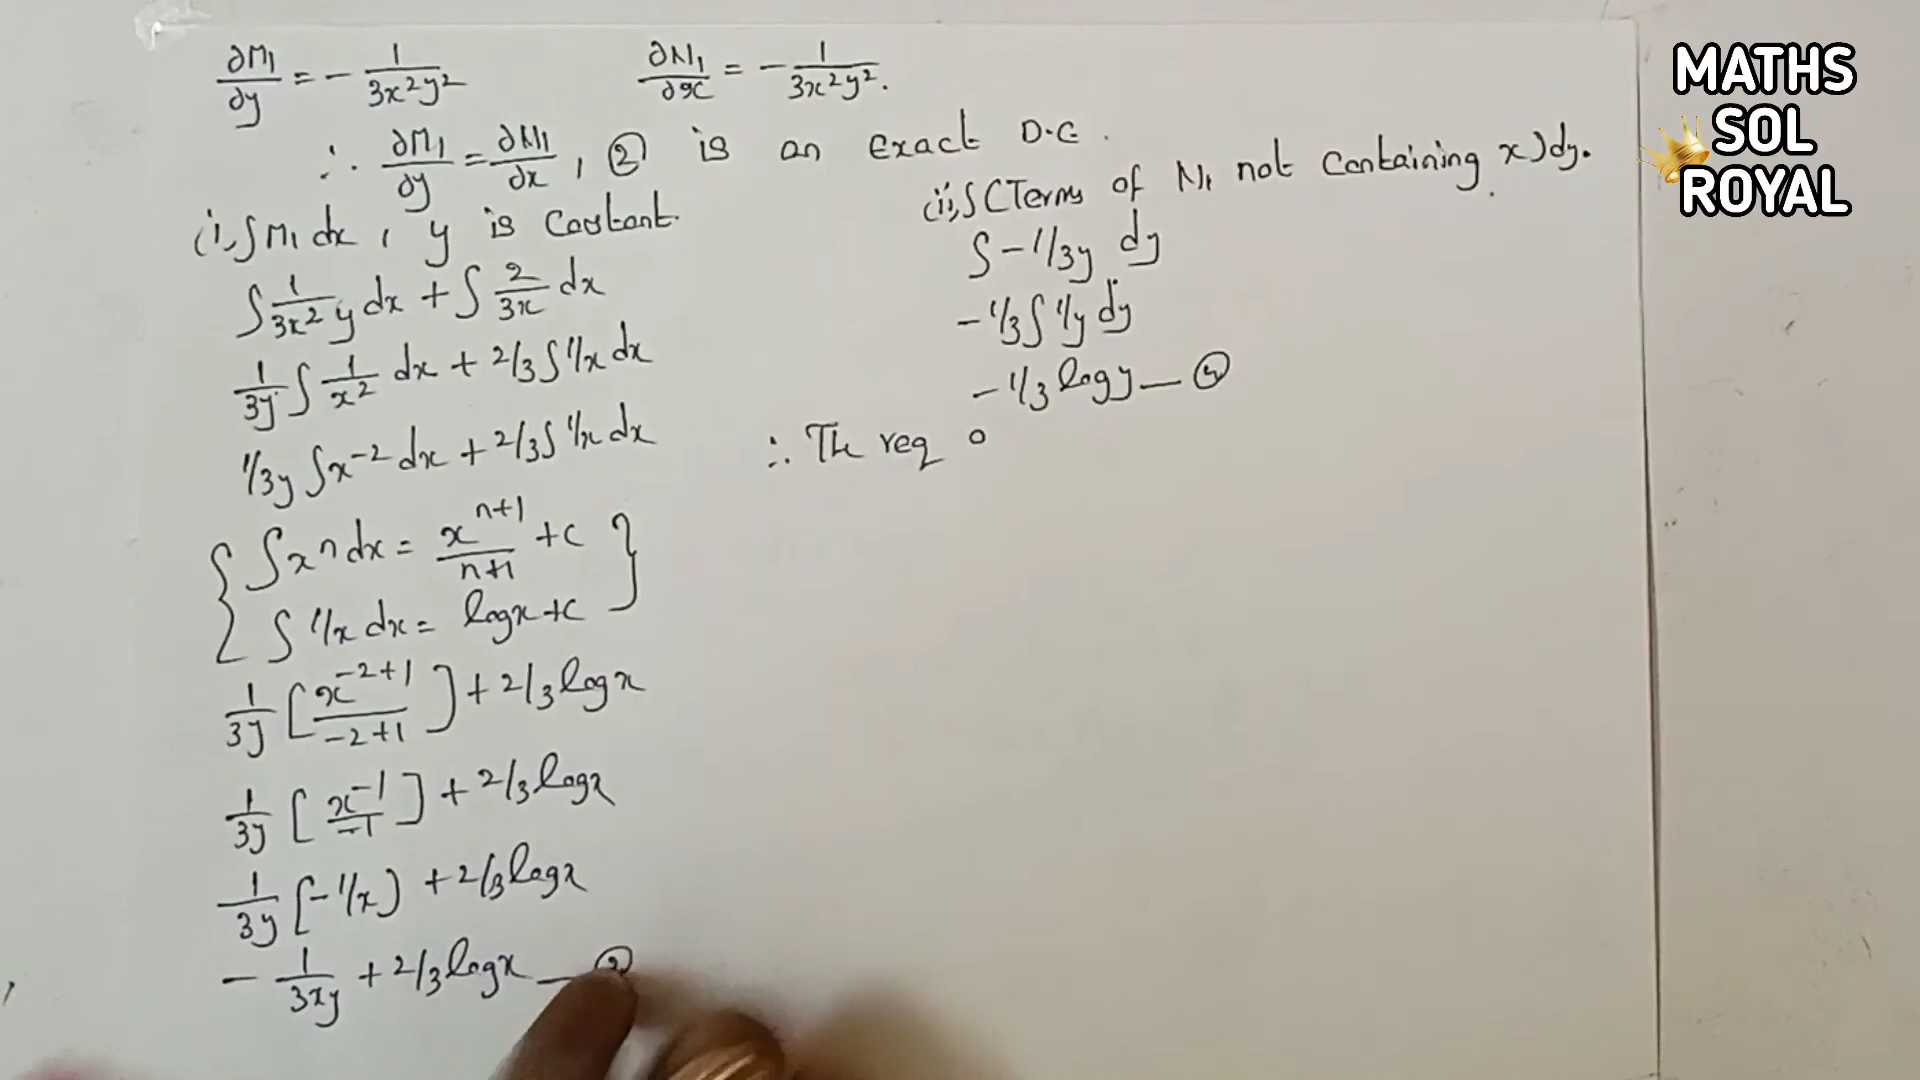 ∂M₁/∂y = - 1/3x²y²    ∂N₁/∂x = - 1/3x²y².
∴ ∂M₁/∂y = ∂N₁/∂x , ② is an exact D.E.
(i, ∫ M₁ dx , y is Constant.
∫ 1/3x²y dx + ∫ 2/3x dx
1/3y ∫ 1/x² dx + 2/3 ∫ 1/x dx
1/3y ∫ x⁻² dx + 2/3 ∫ 1/x dx
{ ∫ xⁿ dx = xⁿ⁺¹/n+1 + c
∫ 1/x dx = log x + c }
1/3y [ x⁻²⁺¹/-2+1 ] + 2/3 log x
1/3y [ x⁻¹/-1 ] + 2/3 log x
1/3y [ -1/x ) + 2/3 log x
- 1/3xy + 2/3 log x —
(ii, ∫ (Terms of N₁ not containing x) dy.
∫ -1/3y dy
-1/3 ∫ 1/y dy
-1/3 log y —
∴ Th req
MATHS
SOL
ROYAL